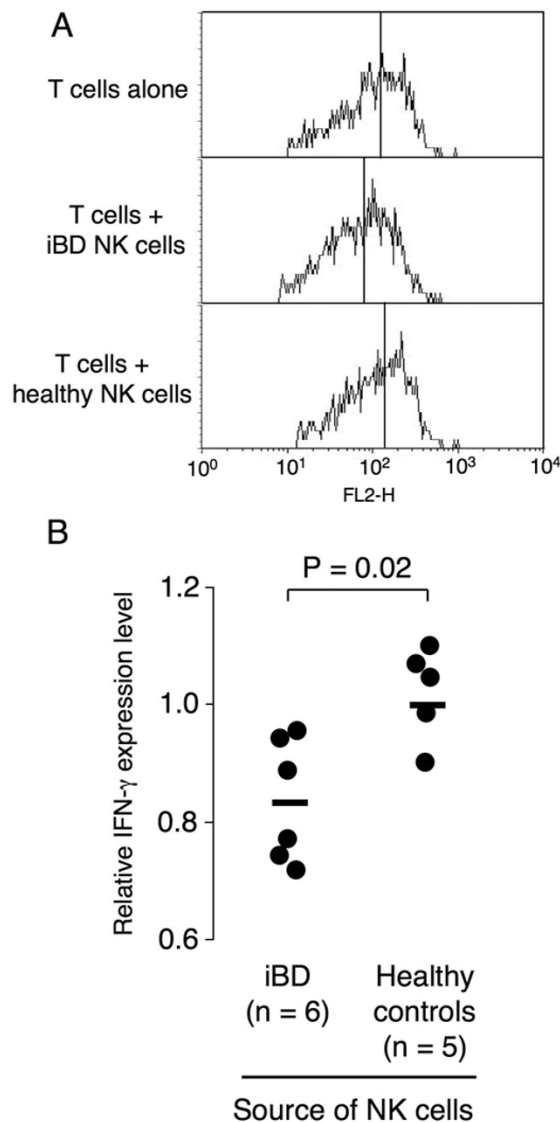 A
T cells alone
T cells +
iBD NK cells
T cells +
healthy NK cells
10⁰ 10¹ 10² 10³ 10⁴
FL2-H
B
P = 0.02
Relative IFN-γ expression level
1.2
1.0
0.8
0.6
iBD
(n = 6)
Healthy
controls
(n = 5)
Source of NK cells